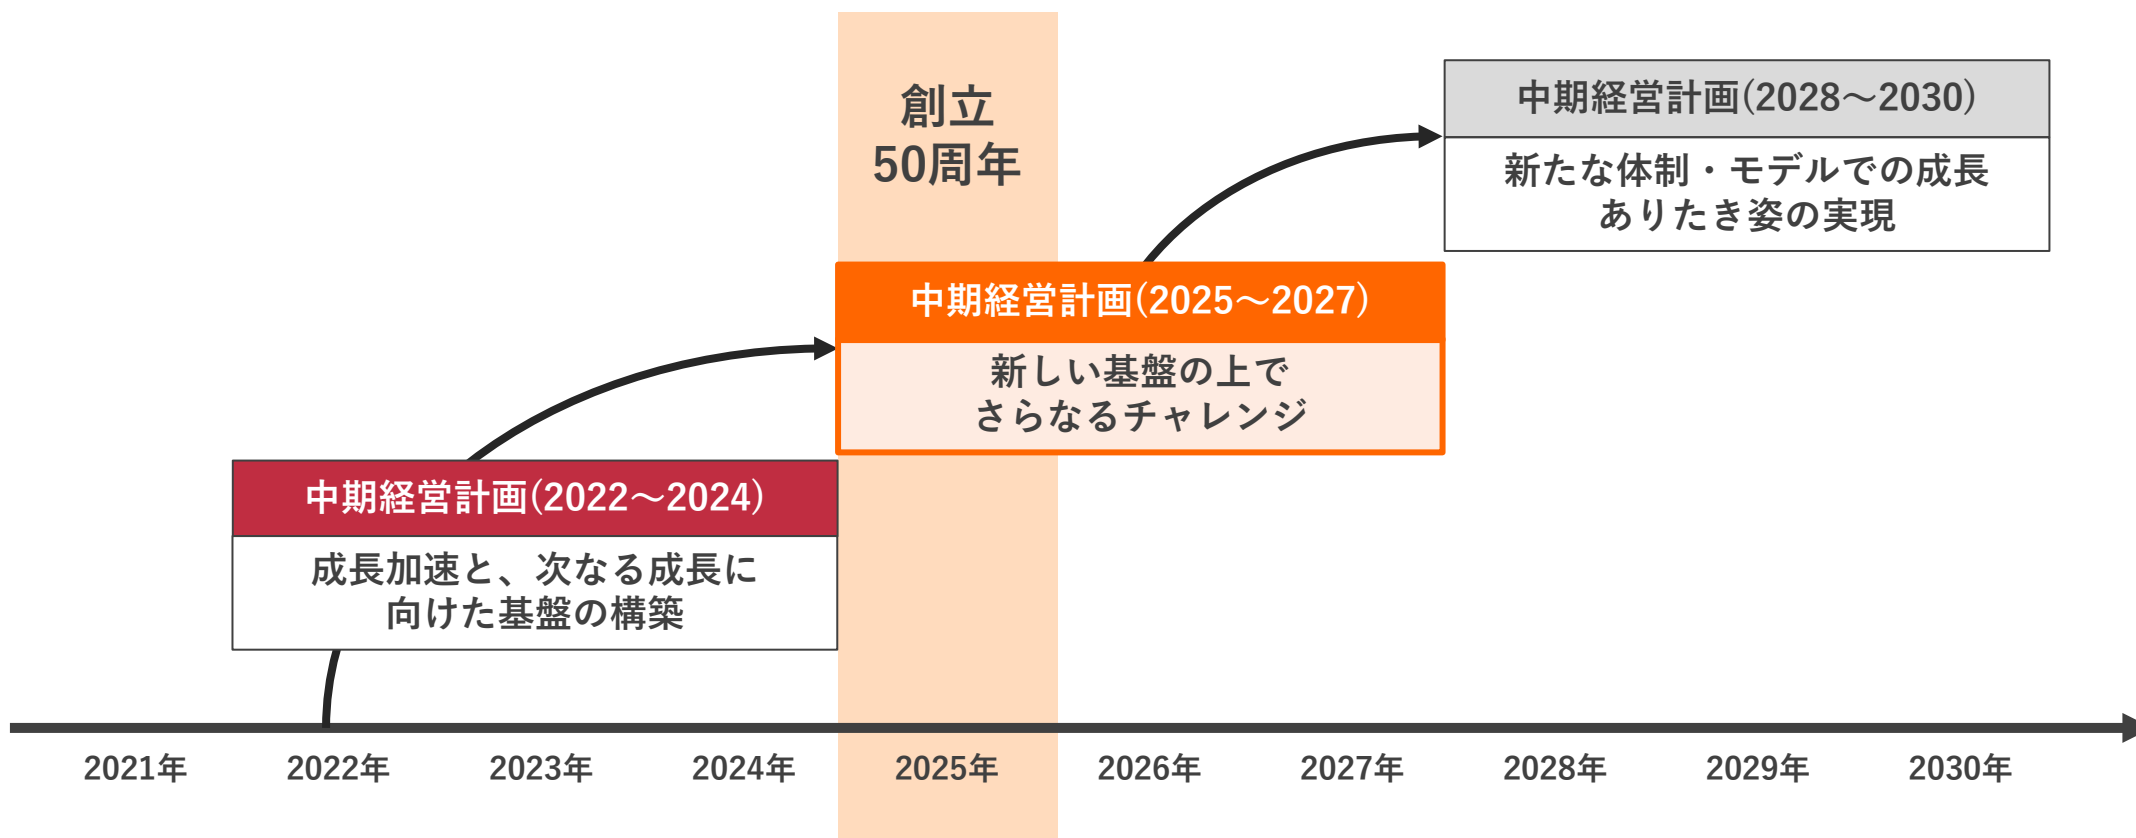 創立
50周年
中期経営計画(2028～2030)
新たな体制・モデルでの成長
ありたき姿の実現
中期経営計画(2025～2027)
新しい基盤の上で
さらなるチャレンジ
中期経営計画(2022～2024)
成長加速と、次なる成長に
向けた基盤の構築
2021年
2022年
2023年
2024年
2025年
2026年
2027年
2028年
2029年
2030年